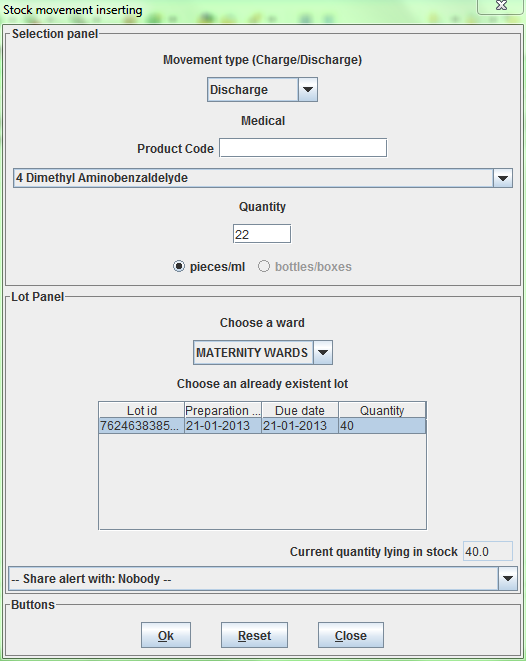 Stock movement inserting
Selection panel
Movement type (Charge/Discharge)
Discharge
Medical
Product Code
4 Dimethyl Aminobenzaldelyde
Quantity
22
pieces/ml bottles/boxes
Lot Panel
Choose a ward
MATERNITY WARDS
Choose an already existent lot
Lot id Preparation ... Due date Quantity
7624638385... 21-01-2013 21-01-2013 40
Current quantity lying in stock 40.0
-- Share alert with: Nobody --
Buttons
Ok Reset Close